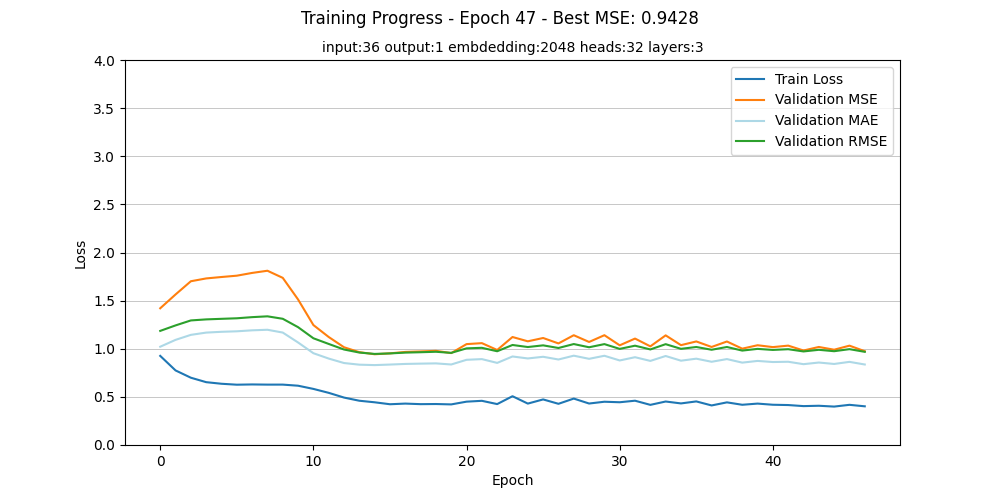 Training Progress - Epoch 47 - Best MSE: 0.9428
input:36 output:1 embdedding:2048 heads:32 layers:3
Train Loss
Validation MSE
Validation MAE
Validation RMSE
4.0
3.5
3.0
2.5
2.0
1.5
1.0
0.5
0.0
Loss
0 10 20 30 40
Epoch